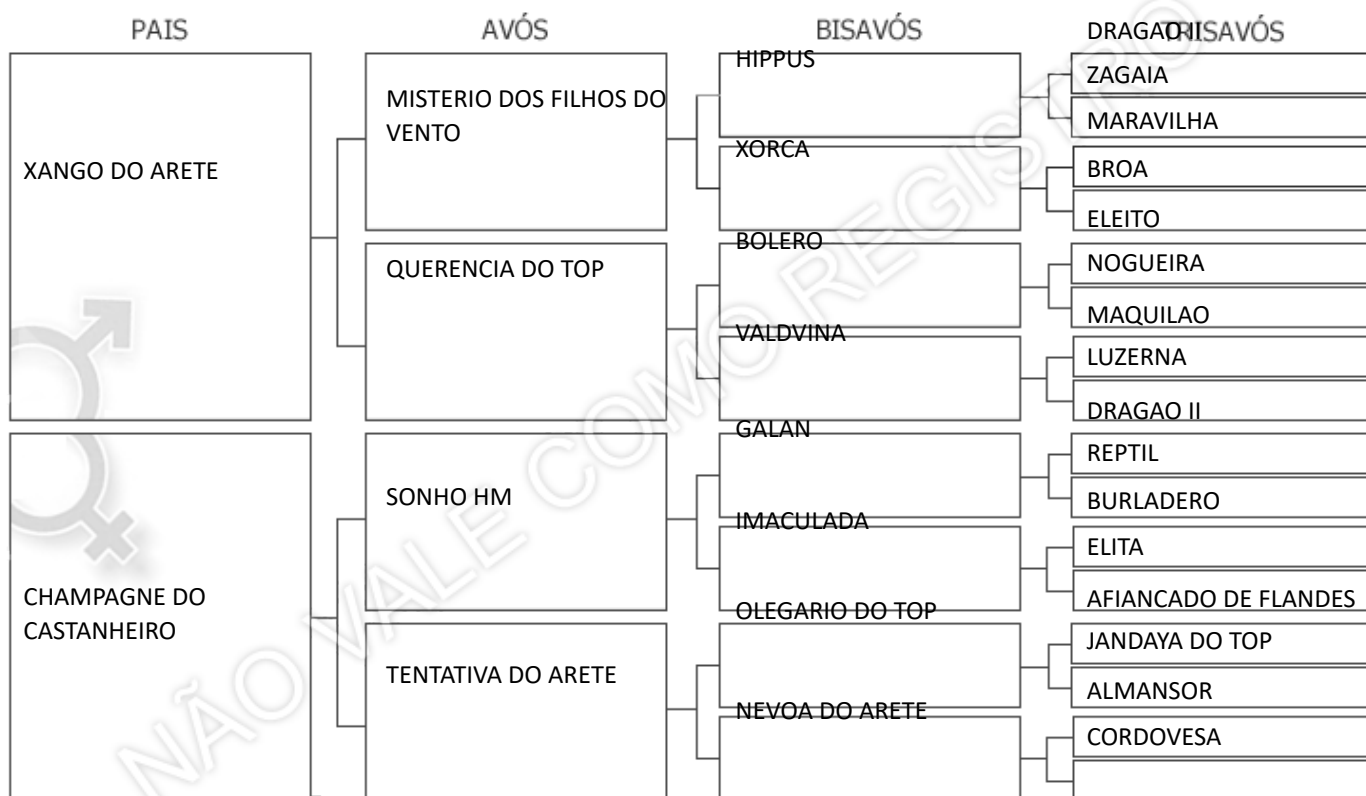 PAIS
AVÓS
BISAVÓS
TRISAVÓS
XANGO DO ARETE
CHAMPAGNE DO
CASTANHEIRO
MISTERIO DOS FILHOS DO
VENTO
QUERENCIA DO TOP
SONHO HM
TENTATIVA DO ARETE
HIPPUS
XORCA
BOLERO
VALDVINA
GALAN
IMACULADA
OLEGARIO DO TOP
NEVOA DO ARETE
DRAGAO II
ZAGAIA
MARAVILHA
BROA
ELEITO
NOGUEIRA
MAQUILAO
LUZERNA
DRAGAO II
REPTIL
BURLADERO
ELITA
AFIANCADO DE FLANDES
JANDAYA DO TOP
ALMANSOR
CORDOVESA
NÃO VALE COMO REGISTRO